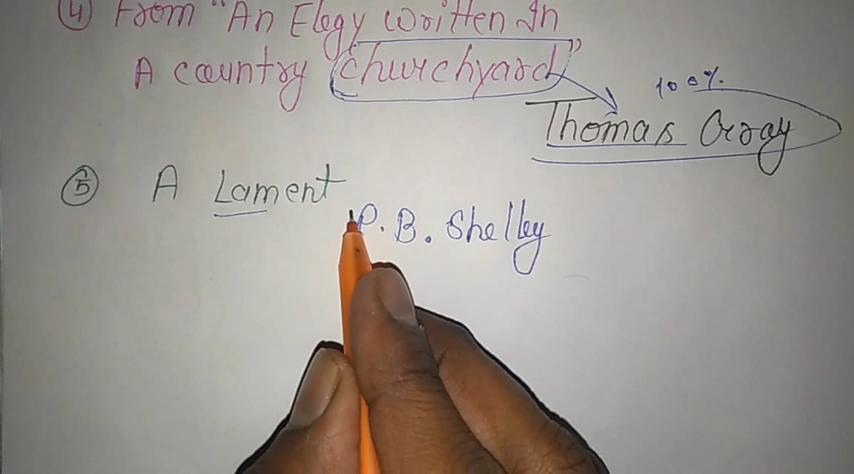 ④ From "An Elegy Written In
A country churchyard"
100%
Thomas Gray
⑤ A Lament
P. B. Shelley